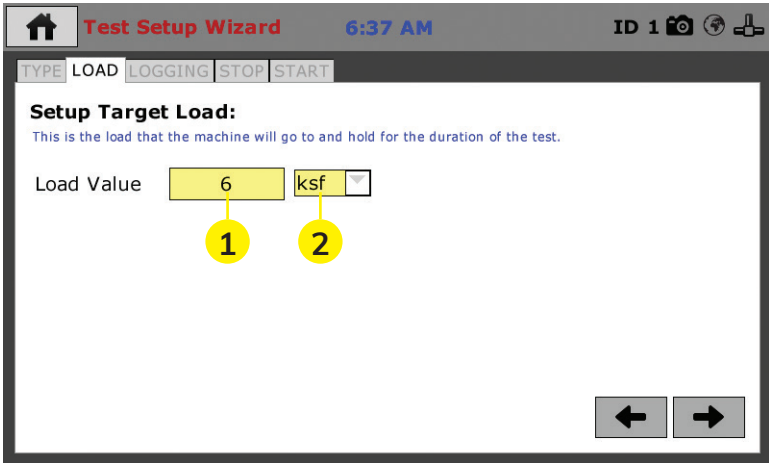 Test Setup Wizard 6:37 AM ID 1
TYPE LOAD LOGGING STOP START
Setup Target Load:
This is the load that the machine will go to and hold for the duration of the test.
Load Value 6 ksf
1 2